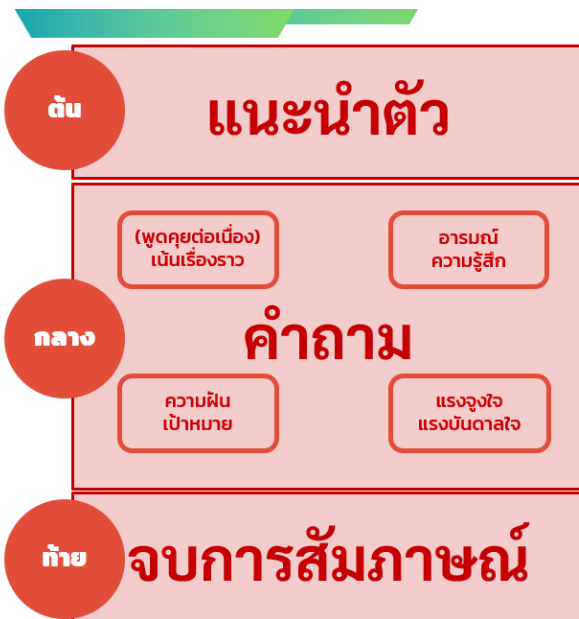 ต้น
แนะนำตัว
(พูดคุยต่อเนื่อง)
เน้นเรื่องราว
อารมณ์
ความรู้สึก
กลาง
คำถาม
ความฝัน
เป้าหมาย
แรงจูงใจ
แรงบันดาลใจ
ท้าย
จบการสัมภาษณ์